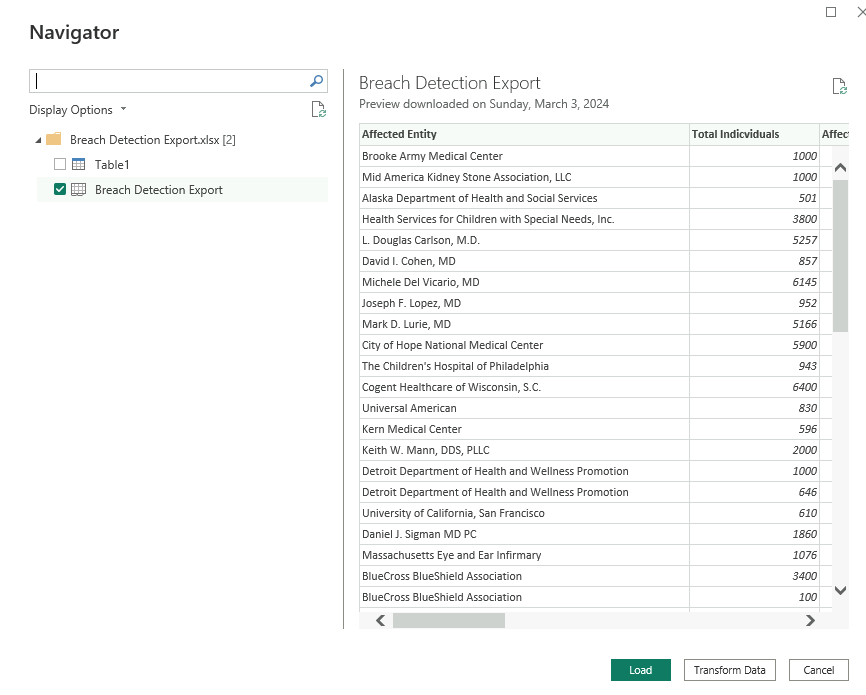 Navigator
Display Options
Breach Detection Export.xlsx [2]
Table1
Breach Detection Export
Breach Detection Export
Preview downloaded on Sunday, March 3, 2024
Affected Entity Total Indicviduals Affect
Brooke Army Medical Center 1000
Mid America Kidney Stone Association, LLC 1000
Alaska Department of Health and Social Services 501
Health Services for Children with Special Needs, Inc. 3800
L. Douglas Carlson, M.D. 5257
David I. Cohen, MD 857
Michele Del Vicario, MD 6145
Joseph F. Lopez, MD 952
Mark D. Lurie, MD 5166
City of Hope National Medical Center 5900
The Children's Hospital of Philadelphia 943
Cogent Healthcare of Wisconsin, S.C. 6400
Universal American 830
Kern Medical Center 596
Keith W. Mann, DDS, PLLC 2000
Detroit Department of Health and Wellness Promotion 1000
Detroit Department of Health and Wellness Promotion 646
University of California, San Francisco 610
Daniel J. Sigman MD PC 1860
Massachusetts Eye and Ear Infirmary 1076
BlueCross BlueShield Association 3400
BlueCross BlueShield Association 100
Load Transform Data Cancel